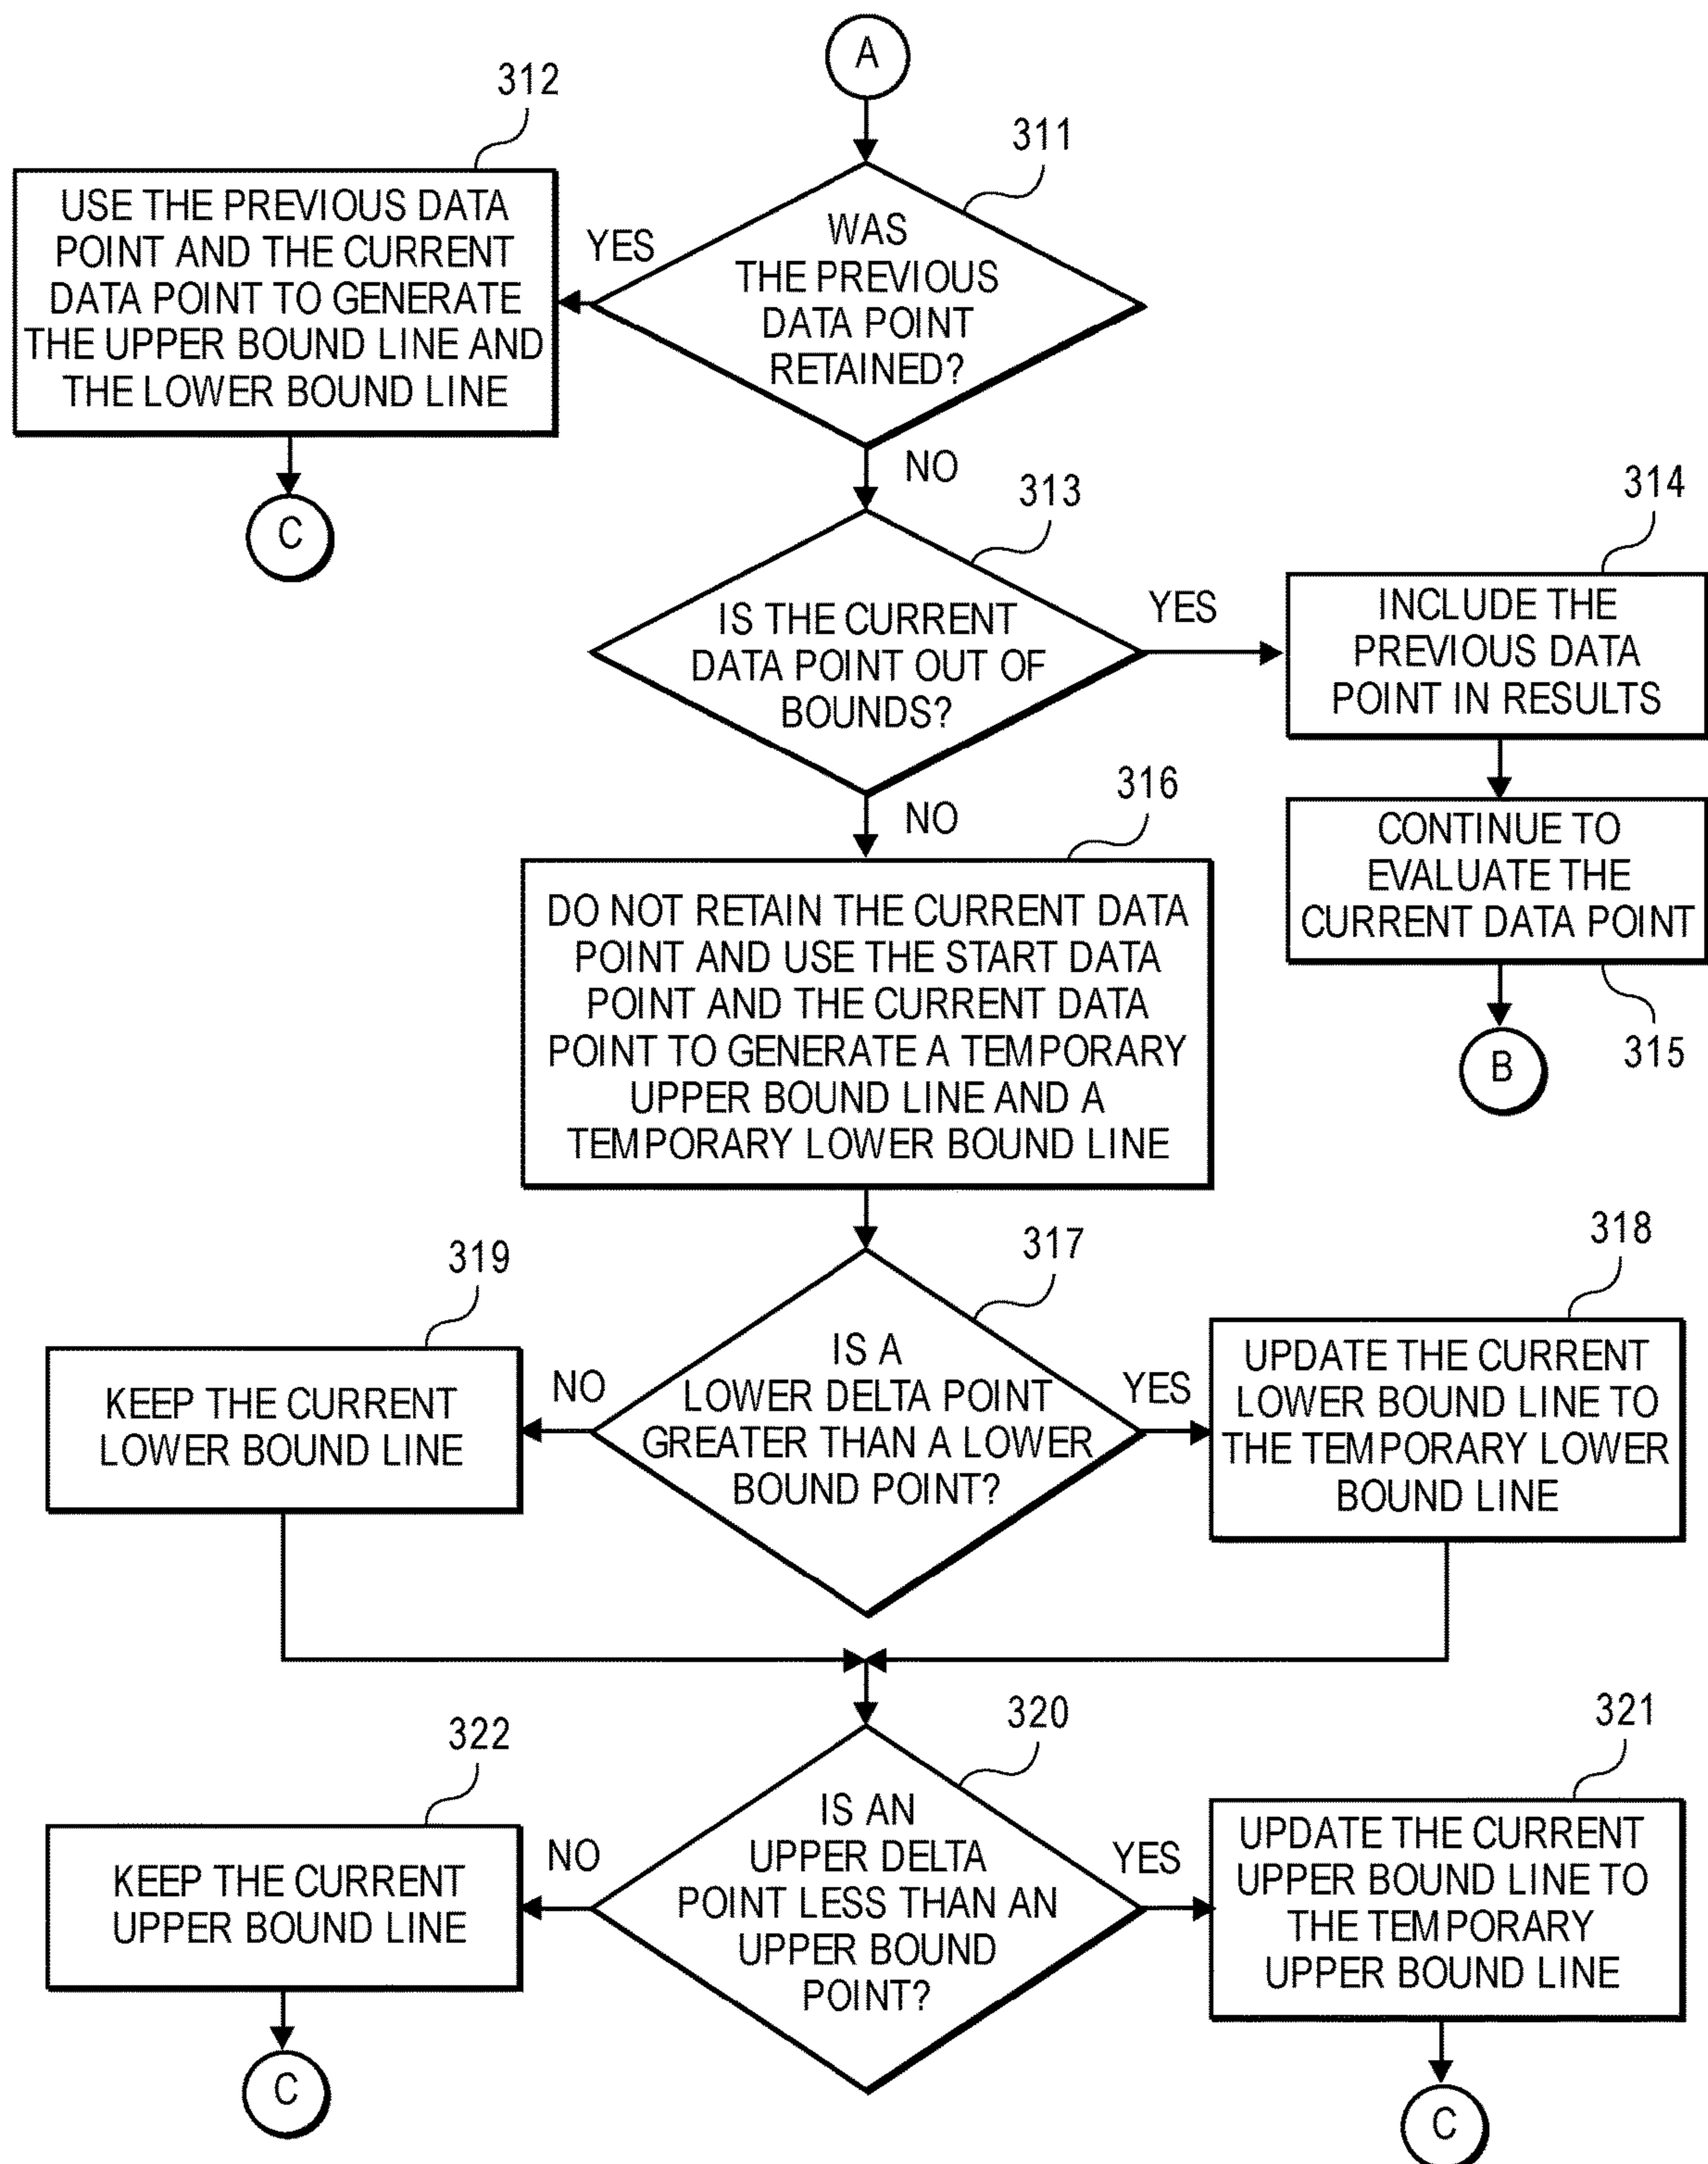 A
312
311
USE THE PREVIOUS DATA
POINT AND THE CURRENT
DATA POINT TO GENERATE
THE UPPER BOUND LINE AND
THE LOWER BOUND LINE
YES
WAS
THE PREVIOUS
DATA POINT
RETAINED?
NO
C
313
314
IS THE CURRENT
DATA POINT OUT OF
BOUNDS?
YES
INCLUDE THE
PREVIOUS DATA
POINT IN RESULTS
NO
316
CONTINUE TO
EVALUATE THE
CURRENT DATA POINT
315
B
DO NOT RETAIN THE CURRENT DATA
POINT AND USE THE START DATA
POINT AND THE CURRENT DATA
POINT TO GENERATE A TEMPORARY
UPPER BOUND LINE AND A
TEMPORARY LOWER BOUND LINE
319
317
318
KEEP THE CURRENT
LOWER BOUND LINE
NO
IS A
LOWER DELTA POINT
GREATER THAN A LOWER
BOUND POINT?
YES
UPDATE THE CURRENT
LOWER BOUND LINE TO
THE TEMPORARY LOWER
BOUND LINE
322
320
321
KEEP THE CURRENT
UPPER BOUND LINE
NO
IS AN
UPPER DELTA
POINT LESS THAN AN
UPPER BOUND
POINT?
YES
UPDATE THE CURRENT
UPPER BOUND LINE TO
THE TEMPORARY
UPPER BOUND LINE
C
C